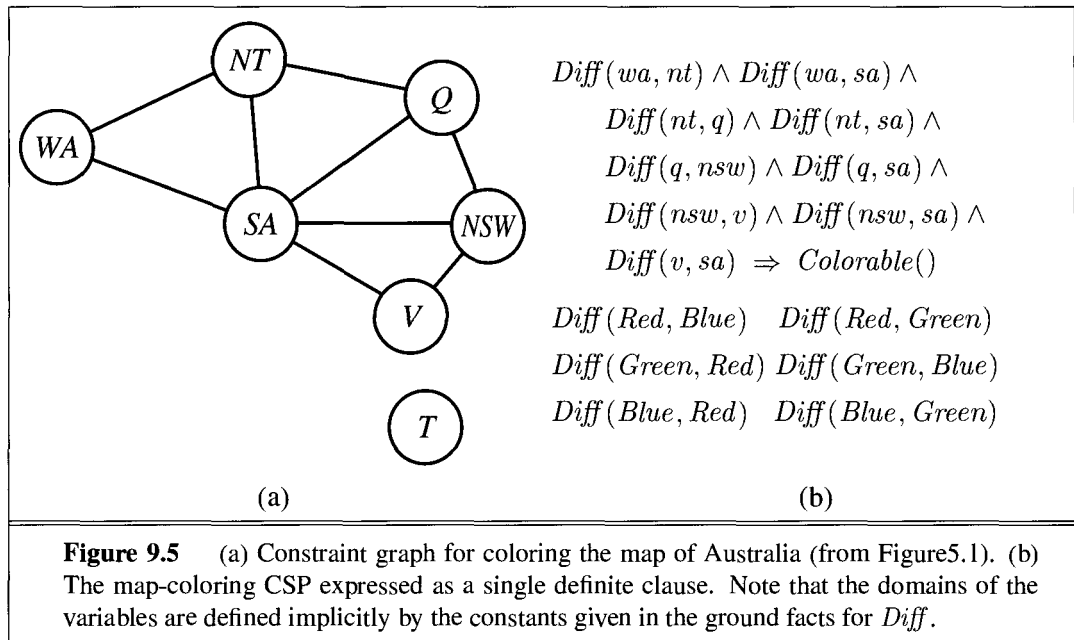 NT
Q
WA
SA
NSW
V
T
(a)
Diff(wa, nt) ∧ Diff(wa, sa) ∧
Diff(nt, q) ∧ Diff(nt, sa) ∧
Diff(q, nsw) ∧ Diff(q, sa) ∧
Diff(nsw, v) ∧ Diff(nsw, sa) ∧
Diff(v, sa) ⇒ Colorable()
Diff(Red, Blue) Diff(Red, Green)
Diff(Green, Red) Diff(Green, Blue)
Diff(Blue, Red) Diff(Blue, Green)
(b)
Figure 9.5 (a) Constraint graph for coloring the map of Australia (from Figure5.1). (b)
The map-coloring CSP expressed as a single definite clause. Note that the domains of the
variables are defined implicitly by the constants given in the ground facts for Diff.